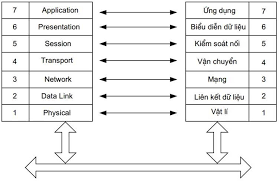 7 Application Ứng dụng 7
6 Presentation Biểu diễn dữ liệu 6
5 Session Kiểm soát nối 5
4 Transport Vận chuyển 4
3 Network Mạng 3
2 Data Link Liên kết dữ liệu 2
1 Physical Vật lí 1